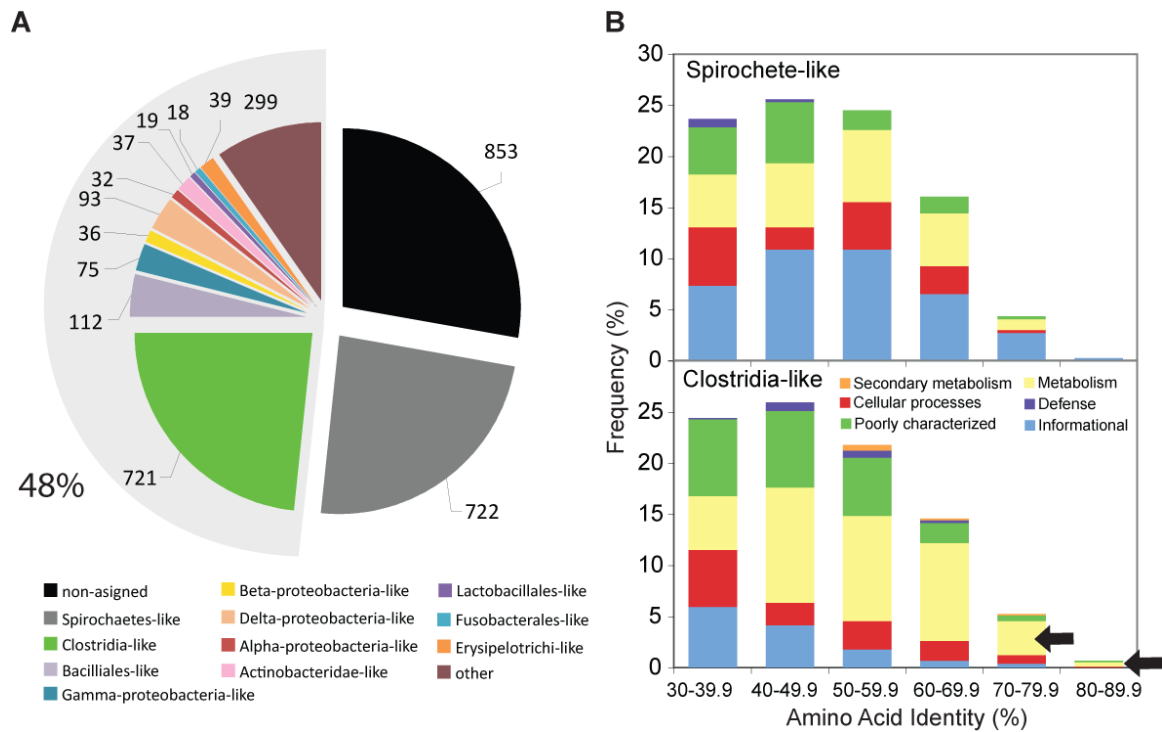 A
39
299
18
19
37
32
93
36
75
112
853
721
722
48%
non-asigned
Spirochaetes-like
Clostridia-like
Bacilliales-like
Gamma-proteobacteria-like
Beta-proteobacteria-like
Delta-proteobacteria-like
Alpha-proteobacteria-like
Actinobacteridae-like
Lactobacillales-like
Fusobacterales-like
Erysipelotrichi-like
other
B
30
25
20
15
10
5
0
Spirochete-like
Frequency (%)
Clostridia-like
25
20
15
10
5
0
Secondary metabolism
Cellular processes
Poorly characterized
Metabolism
Defense
Informational
30-39.9 40-49.9 50-59.9 60-69.9 70-79.9 80-89.9
Amino Acid Identity (%)